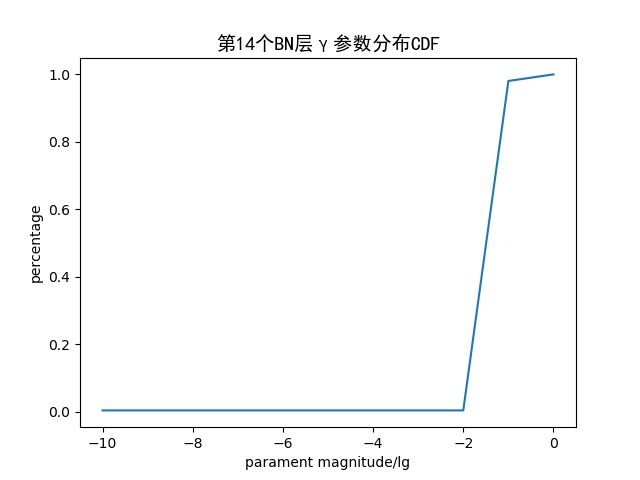 第14个BN层 γ 参数分布CDF
1.0
0.8
0.6
0.4
0.2
0.0
percentage
−10 −8 −6 −4 −2 0
parament magnitude/lg